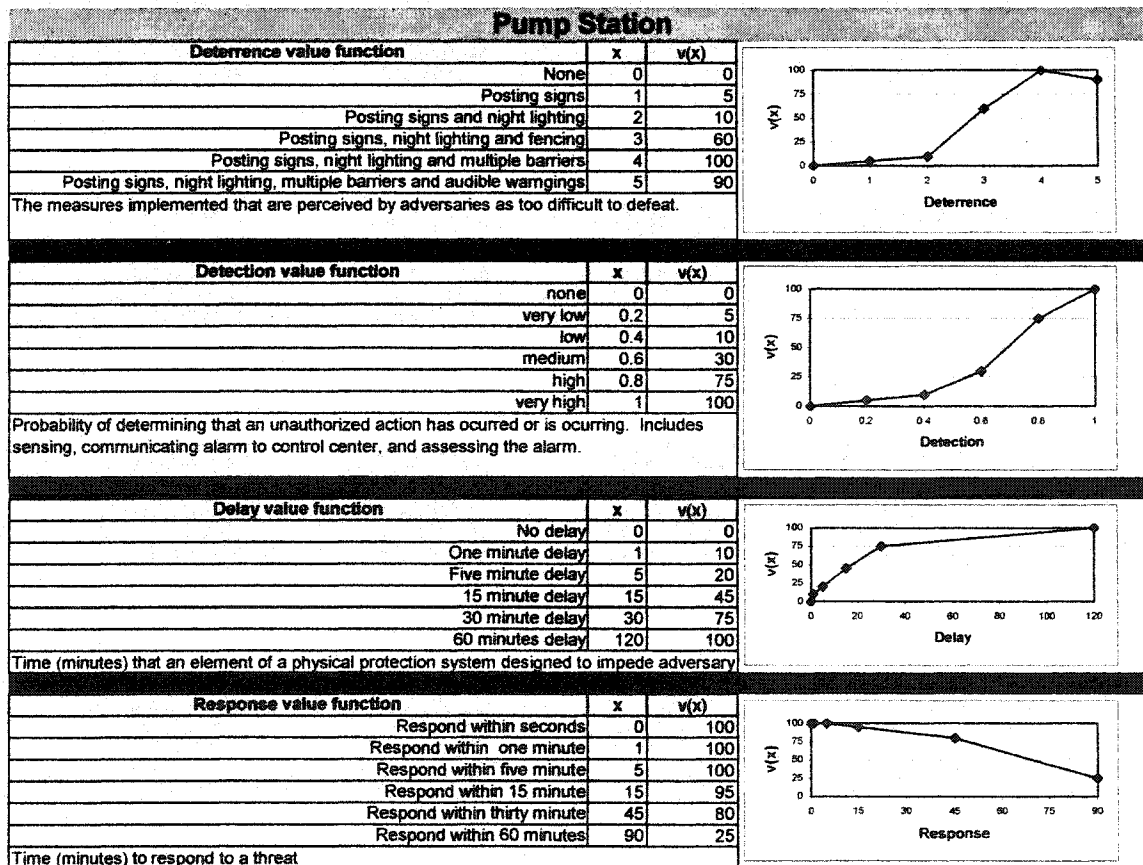 Pump Station
Deterrence value function x v(x)
None 0 0
Posting signs 1 5
Posting signs and night lighting 2 10
Posting signs, night lighting and fencing 3 60
Posting signs, night lighting and multiple barriers 4 100
Posting signs, night lighting, multiple barriers and audible warngings 5 90
The measures implemented that are perceived by adversaries as too difficult to defeat.
100
75
50
25
0
v(x)
0 1 2 3 4 5
Deterrence
Detection value function x v(x)
none 0 0
very low 0.2 5
low 0.4 10
medium 0.6 30
high 0.8 75
very high 1 100
Probability of determining that an unauthorized action has ocurred or is ocurring. Includes
sensing, communicating alarm to control center, and assessing the alarm.
100
75
50
25
0
v(x)
0 0.2 0.4 0.6 0.8 1
Detection
Delay value function x v(x)
No delay 0 0
One minute delay 1 10
Five minute delay 5 20
15 minute delay 15 45
30 minute delay 30 75
60 minutes delay 120 100
Time (minutes) that an element of a physical protection system designed to impede adversary
100
75
50
25
0
v(x)
0 20 40 60 80 100 120
Delay
Response value function x v(x)
Respond within seconds 0 100
Respond within one minute 1 100
Respond within five minute 5 100
Respond within 15 minute 15 95
Respond within thirty minute 45 80
Respond within 60 minutes 90 25
Time (minutes) to respond to a threat
100
75
50
25
0
v(x)
0 15 30 45 60 75 90
Response